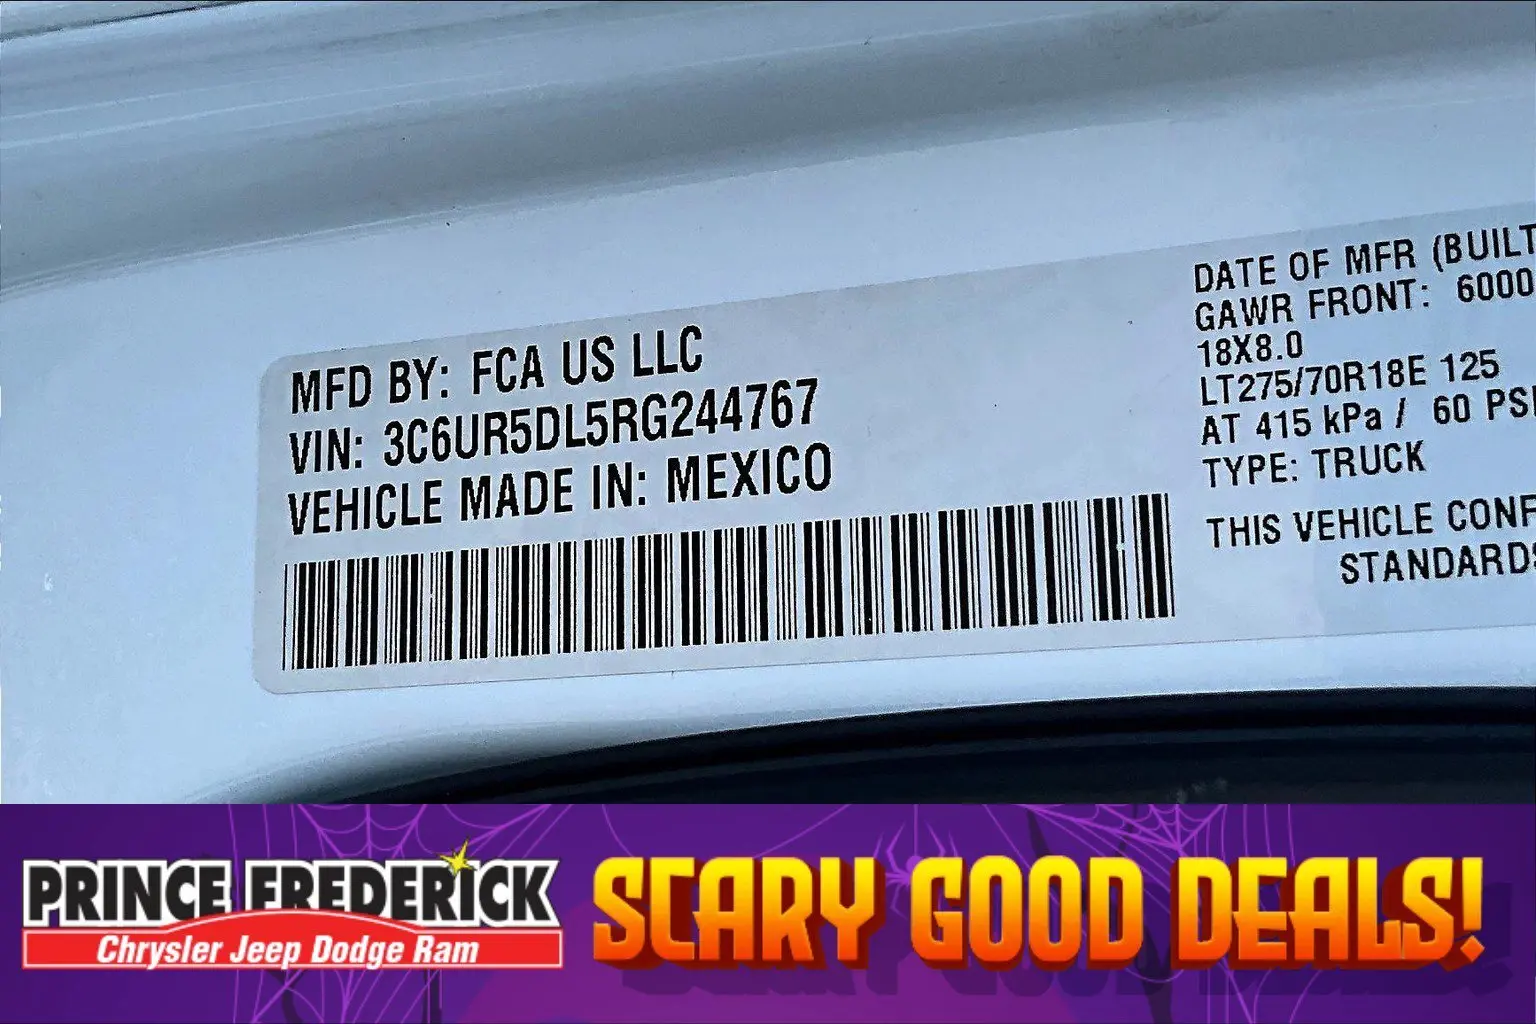 MFD BY: FCA US LLC
VIN: 3C6UR5DL5RG244767
VEHICLE MADE IN: MEXICO
DATE OF MFR (BUILT
GAWR FRONT: 6000
18X8.0
LT275/70R18E 125
AT 415 kPa / 60 PSI
TYPE: TRUCK
THIS VEHICLE CONF
STANDARDS
PRINCE FREDERICK
Chrysler Jeep Dodge Ram
SCARY GOOD DEALS!